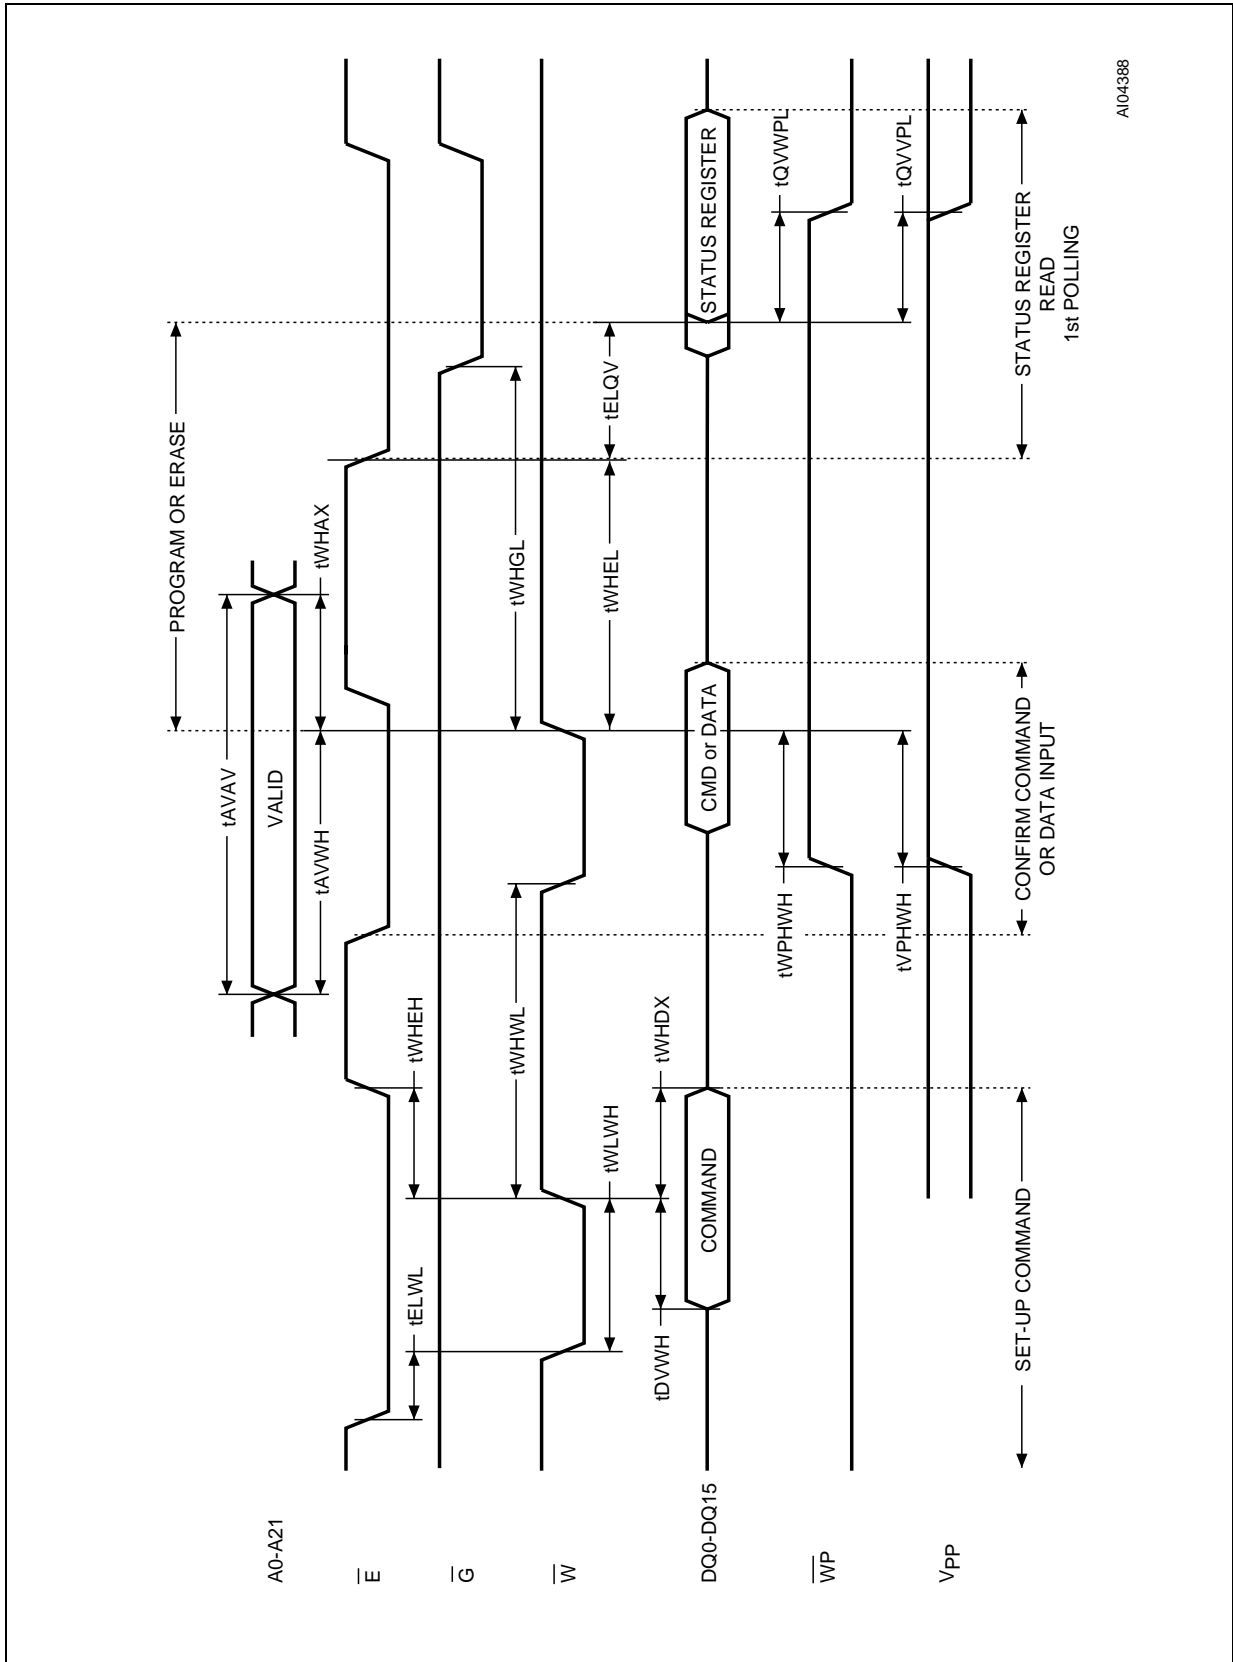 PROGRAM OR ERASE
tAVAV
A0-A21
VALID
tAVWH
tWHAX
E
tELWL
tWHEH
G
tWHWL
tWHGL
W
tWLWH
tWHEL
tELQV
tDVWH
tWHDX
DQ0-DQ15
COMMAND
CMD or DATA
STATUS REGISTER
tWPHWH
tQVWPL
WP
tVPHWH
tQVVPL
VPP
SET-UP COMMAND
CONFIRM COMMAND
OR DATA INPUT
STATUS REGISTER
READ
1st POLLING
AI04388